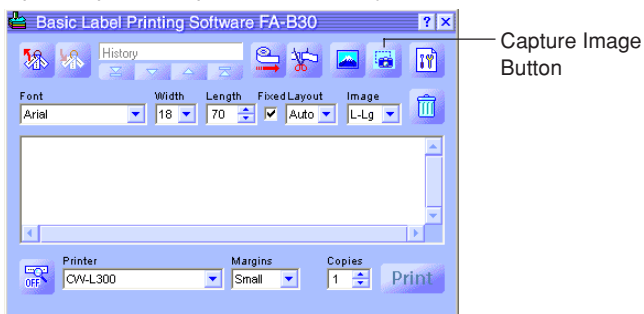 Basic Label Printing Software FA-B30
Capture Image
Button
History
Font Width Length Fixed Layout Image
Arial 18 70 Auto L-Lg
Printer Margins Copies
OFF CW-L300 Small 1 Print